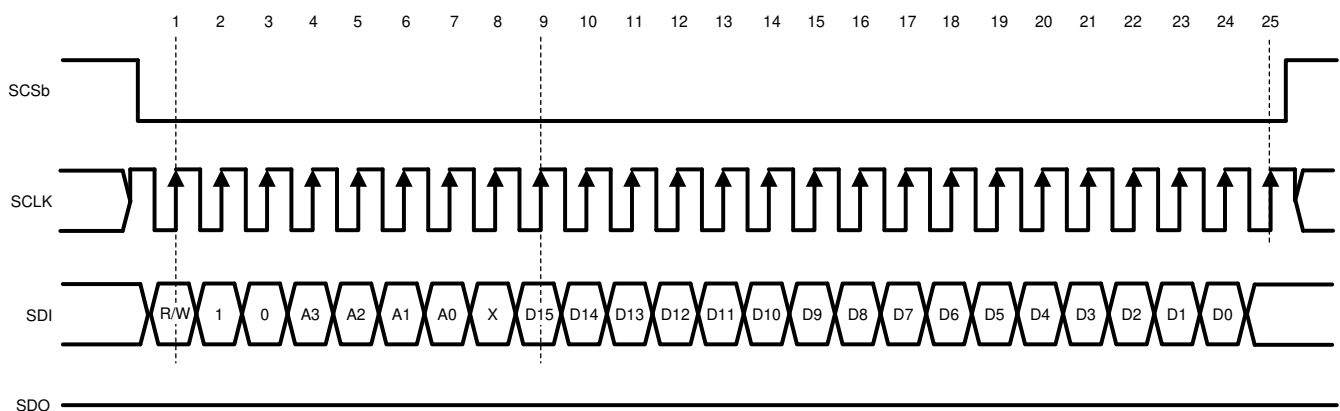 1 2 3 4 5 6 7 8 9 10 11 12 13 14 15 16 17 18 19 20 21 22 23 24 25
SCSb
SCLK
SDI R/W 1 0 A3 A2 A1 A0 X D15 D14 D13 D12 D11 D10 D9 D8 D7 D6 D5 D4 D3 D2 D1 D0
SDO